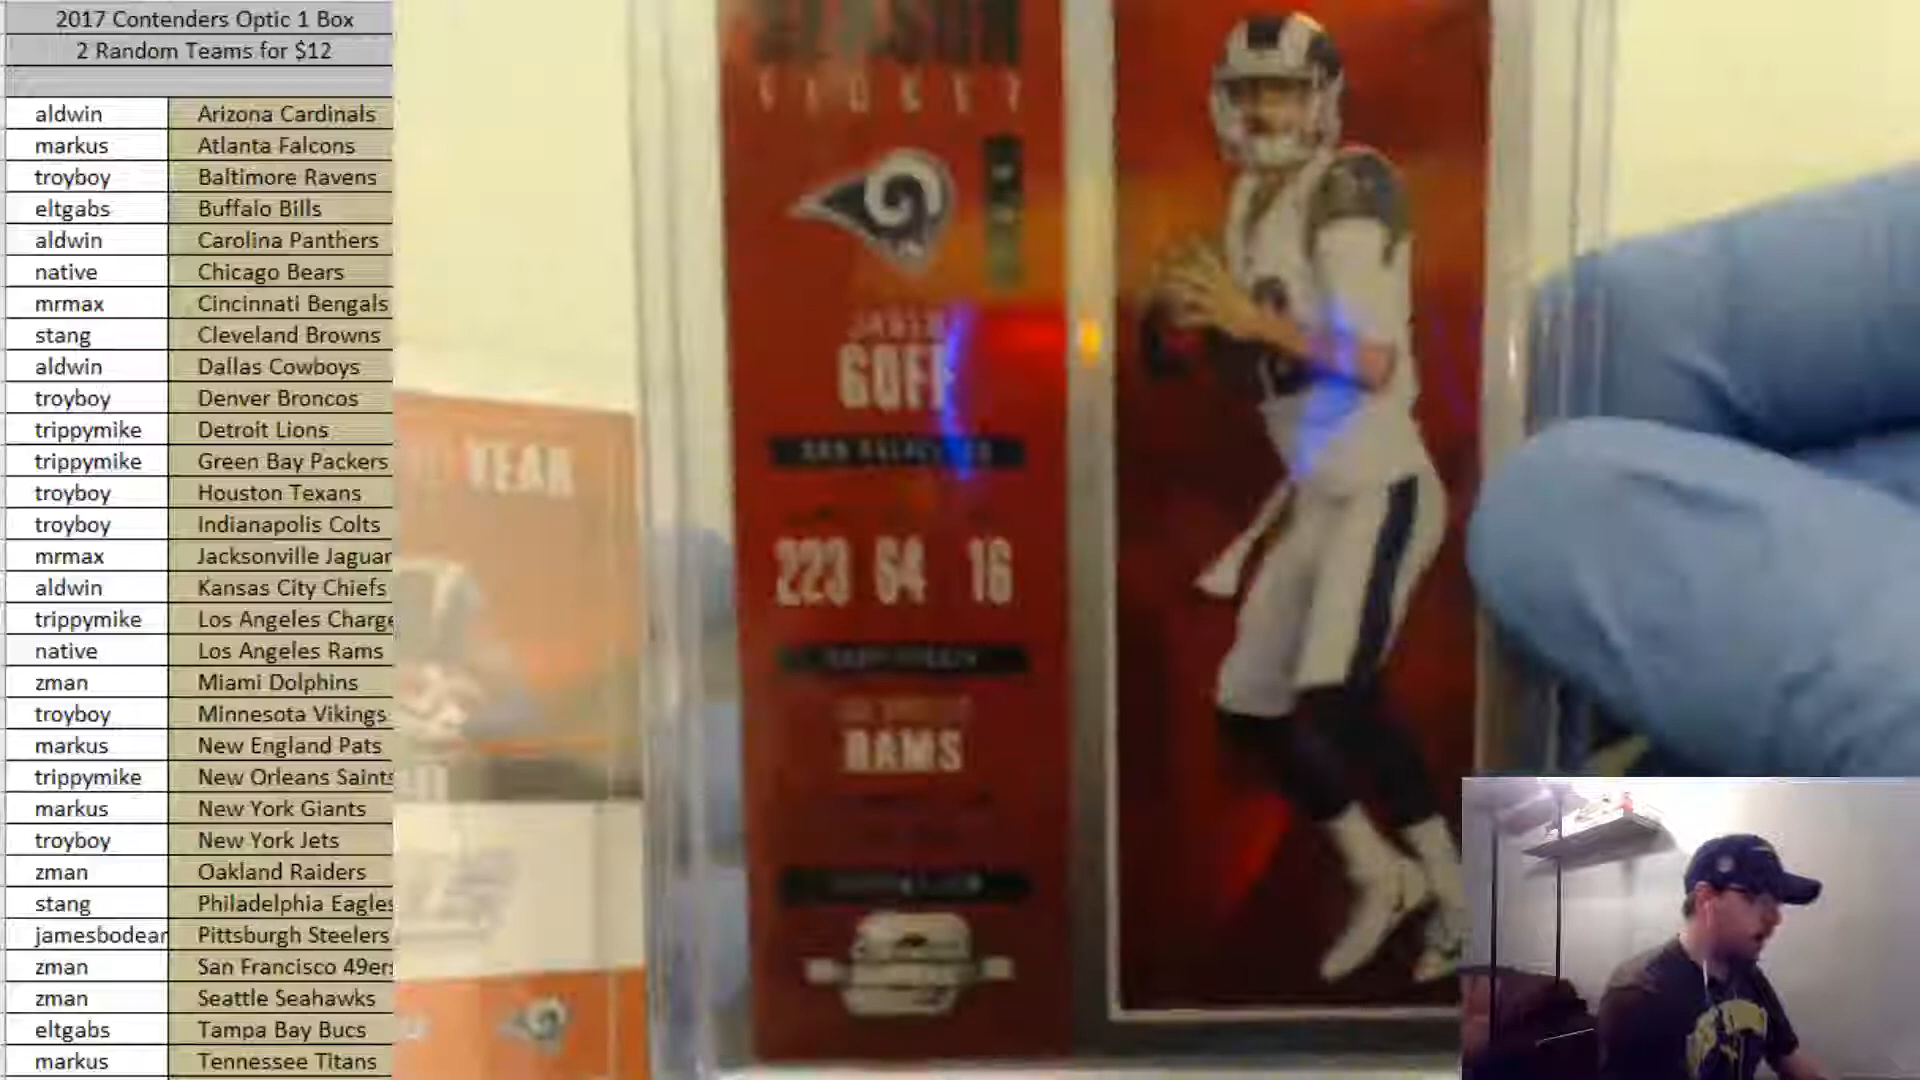 2017 Contenders Optic 1 Box
2 Random Teams for $12
aldwin Arizona Cardinals
markus Atlanta Falcons
troyboy Baltimore Ravens
eltgabs Buffalo Bills
aldwin Carolina Panthers
native Chicago Bears
mrmax Cincinnati Bengals
stang Cleveland Browns
aldwin Dallas Cowboys
troyboy Denver Broncos
trippymike Detroit Lions
trippymike Green Bay Packers
troyboy Houston Texans
troyboy Indianapolis Colts
mrmax Jacksonville Jaguar
aldwin Kansas City Chiefs
trippymike Los Angeles Charge
native Los Angeles Rams
zman Miami Dolphins
troyboy Minnesota Vikings
markus New England Pats
trippymike New Orleans Saints
markus New York Giants
troyboy New York Jets
zman Oakland Raiders
stang Philadelphia Eagles
jamesbodear Pittsburgh Steelers
zman San Francisco 49ers
zman Seattle Seahawks
eltgabs Tampa Bay Bucs
markus Tennessee Titans
YEAR
TICKET
JARED
GOFF
223 64 16
RAMS